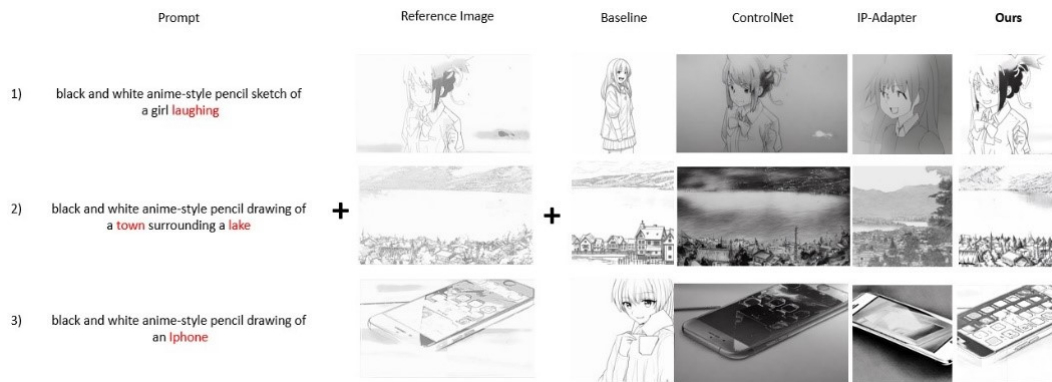 Prompt Reference Image Baseline ControlNet IP-Adapter Ours
1) black and white anime-style pencil sketch of
a girl laughing
2) black and white anime-style pencil drawing of
a town surrounding a lake
+ +
3) black and white anime-style pencil drawing of
an Iphone